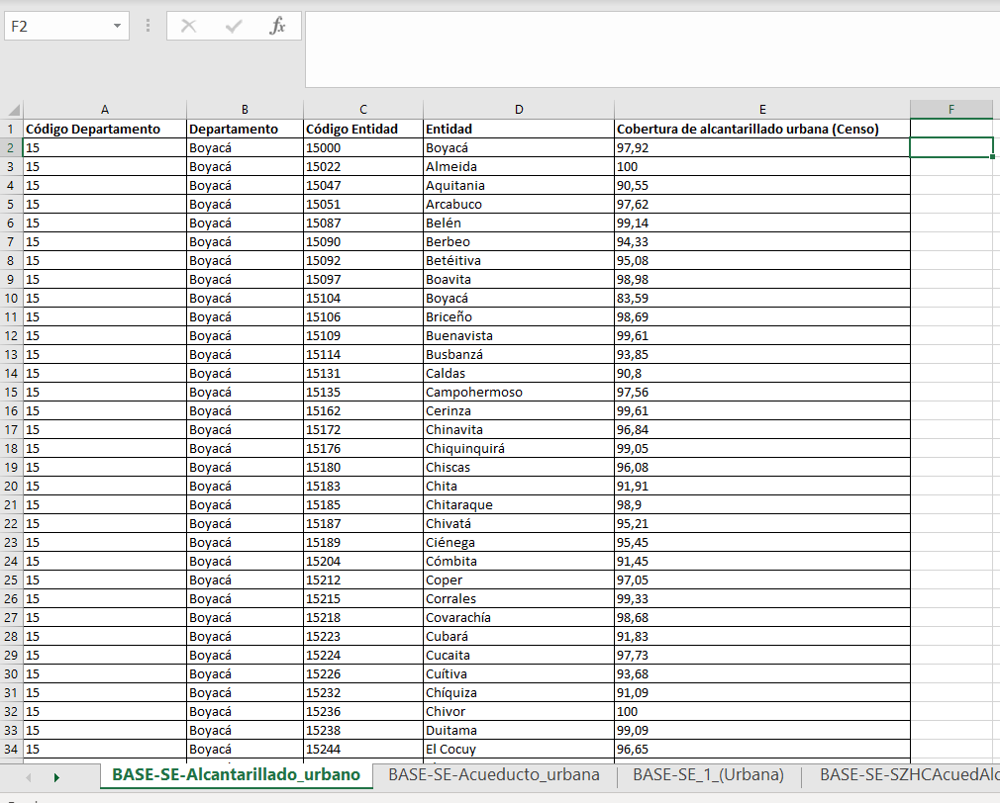 F2 fx
A B C D E F
1 Código Departamento Departamento Código Entidad Entidad Cobertura de alcantarillado urbana (Censo)
2 15 Boyacá 15000 Boyacá 97,92
3 15 Boyacá 15022 Almeida 100
4 15 Boyacá 15047 Aquitania 90,55
5 15 Boyacá 15051 Arcabuco 97,62
6 15 Boyacá 15087 Belén 99,14
7 15 Boyacá 15090 Berbeo 94,33
8 15 Boyacá 15092 Betéitiva 95,08
9 15 Boyacá 15097 Boavita 98,98
10 15 Boyacá 15104 Boyacá 83,59
11 15 Boyacá 15106 Briceño 98,69
12 15 Boyacá 15109 Buenavista 99,61
13 15 Boyacá 15114 Busbanzá 93,85
14 15 Boyacá 15131 Caldas 90,8
15 15 Boyacá 15135 Campohermoso 97,56
16 15 Boyacá 15162 Cerinza 99,61
17 15 Boyacá 15172 Chinavita 96,84
18 15 Boyacá 15176 Chiquinquirá 99,05
19 15 Boyacá 15180 Chiscas 96,08
20 15 Boyacá 15183 Chita 91,91
21 15 Boyacá 15185 Chitaraque 98,9
22 15 Boyacá 15187 Chivatá 95,21
23 15 Boyacá 15189 Ciénega 95,45
24 15 Boyacá 15204 Cómbita 91,45
25 15 Boyacá 15212 Coper 97,05
26 15 Boyacá 15215 Corrales 99,33
27 15 Boyacá 15218 Covarachía 98,68
28 15 Boyacá 15223 Cubará 91,83
29 15 Boyacá 15224 Cucaita 97,73
30 15 Boyacá 15226 Cuítiva 93,68
31 15 Boyacá 15232 Chíquiza 91,09
32 15 Boyacá 15236 Chivor 100
33 15 Boyacá 15238 Duitama 99,09
34 15 Boyacá 15244 El Cocuy 96,65
BASE-SE-Alcantarillado_urbano BASE-SE-Acueducto_urbana BASE-SE_1_(Urbana) BASE-SE-SZHCAcuedAlc